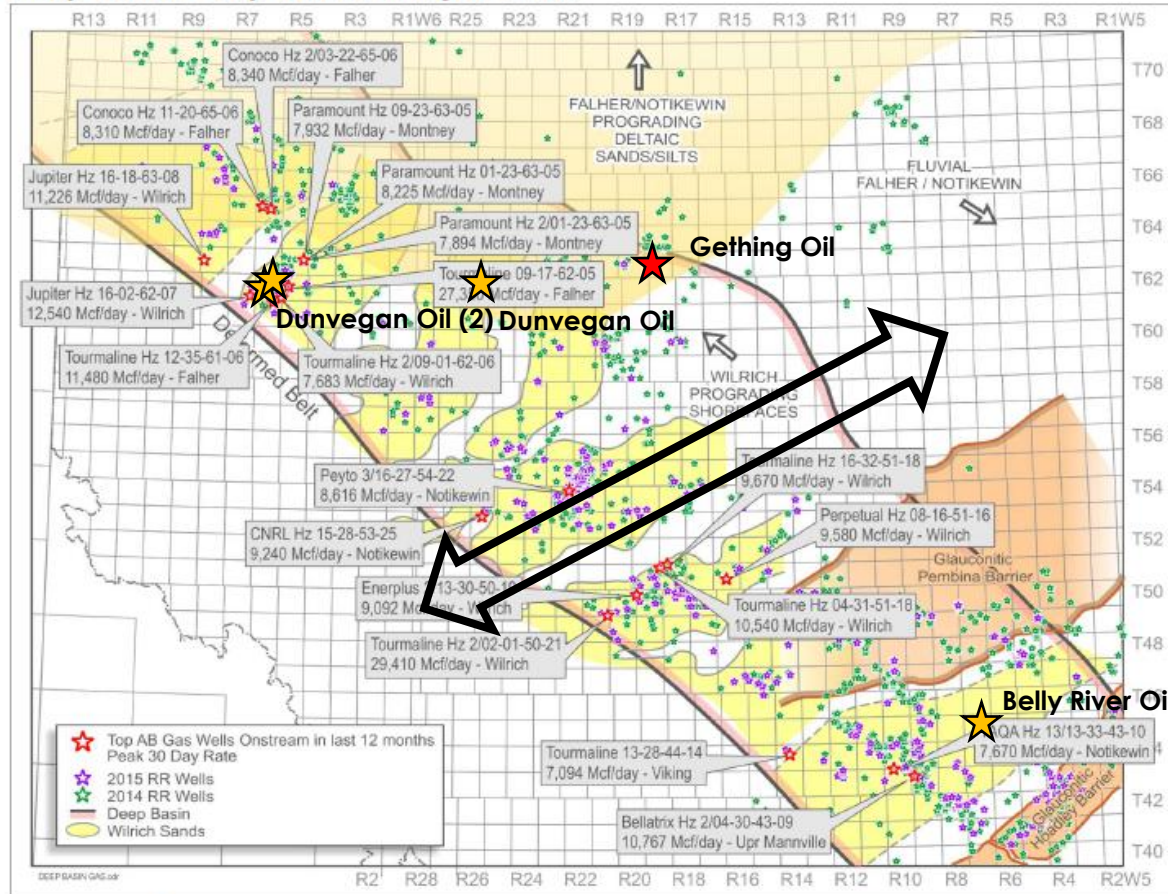 R13 R11 R9 R7 R5 R3 R1W6 R25 R23 R21 R19 R17 R15 R13 R11 R9 R7 R5 R3 R1W5
Conoco Hz 2/03-22-65-06
8,340 Mcf/day - Falher
T70
Conoco Hz 11-20-65-06
8,310 Mcf/day - Falher
Paramount Hz 09-23-63-05
7,932 Mcf/day - Montney
FALHER/NOTIKEWIN
PROGRADING
DELTAIC
SANDS/SILTS
T68
Jupiter Hz 16-18-63-08
11,226 Mcf/day - Wilrich
Paramount Hz 01-23-63-05
8,225 Mcf/day - Montney
FLUVIAL
FALHER / NOTIKEWIN
T66
Paramount Hz 2/01-23-63-05
7,894 Mcf/day - Montney
T64
Gething Oil
Tourmaline 09-17-62-05
Mcf/day - Falher
T62
Jupiter Hz 16-02-62-07
12,540 Mcf/day - Wilrich
Dunvegan Oil (2)
Dunvegan Oil
T60
Tourmaline Hz 12-35-61-06
11,480 Mcf/day - Falher
Tourmaline Hz 2/09-01-62-06
7,683 Mcf/day - Wilrich
Belt
WILRICH
PROGRADING
SHOREFACES
T58
T56
Peyto 3/16-27-54-22
8,616 Mcf/day - Notikewin
Tourmaline Hz 16-32-51-18
9,670 Mcf/day - Wilrich
T54
CNRL Hz 15-28-53-25
9,240 Mcf/day - Notikewin
Perpetual Hz 08-16-51-16
9,580 Mcf/day - Wilrich
T52
Glauconitic
Pembina Barrier
Enerplus
9,092
T50
Tourmaline Hz 04-31-51-18
10,540 Mcf/day - Wilrich
Tourmaline Hz 2/02-01-50-21
29,410 Mcf/day - Wilrich
T48
Belly River Oi
Hz 13/13-33-43-10
7,670 Mcf/day - Notikewin
Tourmaline 13-28-44-14
7,094 Mcf/day - Viking
T42
Glauconitic
Hoadley Barrier
Bellatrix Hz 2/04-30-43-09
10,767 Mcf/day - Upr Mannville
T40
Top AB Gas Wells Onstream in last 12 months
Peak 30 Day Rate
2015 RR Wells
2014 RR Wells
Deep Basin
Wilrich Sands
DEEP BASIN GAS.cdr
R2 R28 R26 R24 R22 R20 R18 R16 R14 R12 R10 R8 R6 R4 R2W5